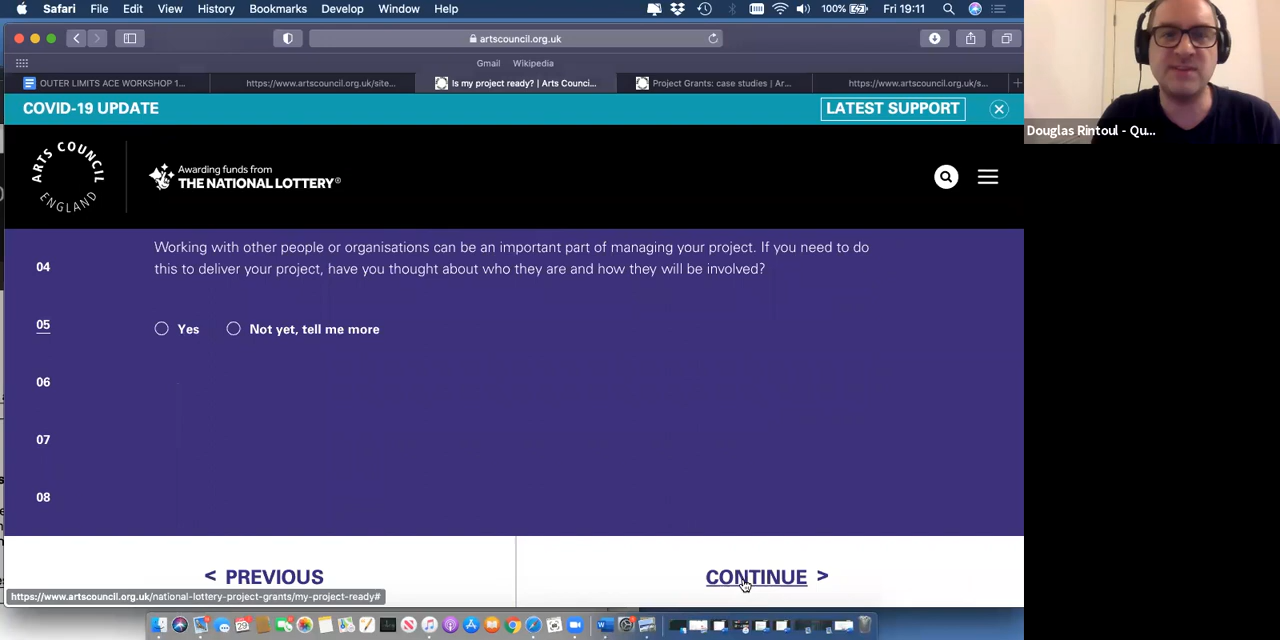 Safari File Edit View History Bookmarks Develop Window Help 100% Fri 19:11
artscouncil.org.uk
Gmail Wikipedia
OUTER LIMITS ACE WORKSHOP 1... https://www.artscouncil.org.uk/site... Is my project ready? | Arts Counci... Project Grants: case studies | Ar... https://www.artscouncil.org.uk/s...
COVID-19 UPDATE LATEST SUPPORT
ARTS COUNCIL ENGLAND
Awarding funds from
THE NATIONAL LOTTERY®
Douglas Rintoul - Qu...
Working with other people or organisations can be an important part of managing your project. If you need to do
04
this to deliver your project, have you thought about who they are and how they will be involved?
05 Yes Not yet, tell me more
06
07
08
< PREVIOUS CONTINUE >
https://www.artscouncil.org.uk/national-lottery-project-grants/my-project-ready#